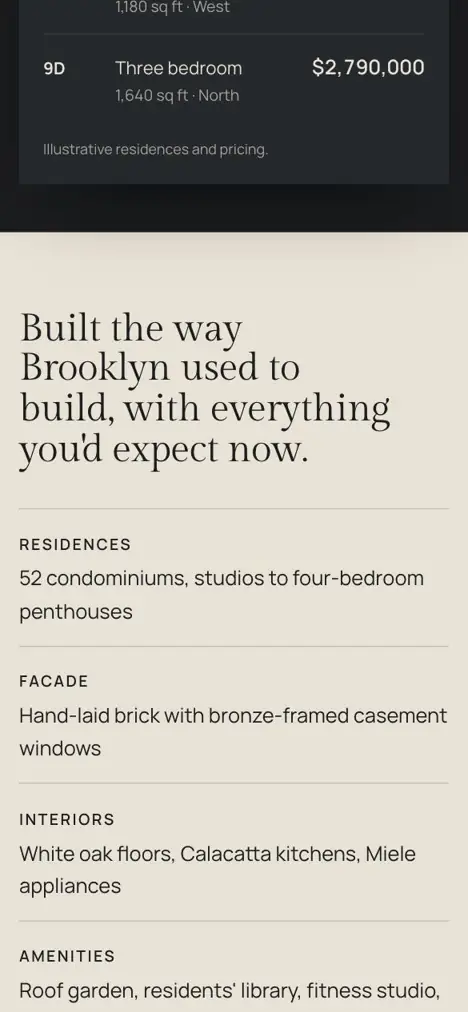 1,180 sq ft · West
9D Three bedroom $2,790,000
1,640 sq ft · North
Illustrative residences and pricing.
Built the way
Brooklyn used to
build, with everything
you'd expect now.
RESIDENCES
52 condominiums, studios to four-bedroom
penthouses
FACADE
Hand-laid brick with bronze-framed casement
windows
INTERIORS
White oak floors, Calacatta kitchens, Miele
appliances
AMENITIES
Roof garden, residents' library, fitness studio,